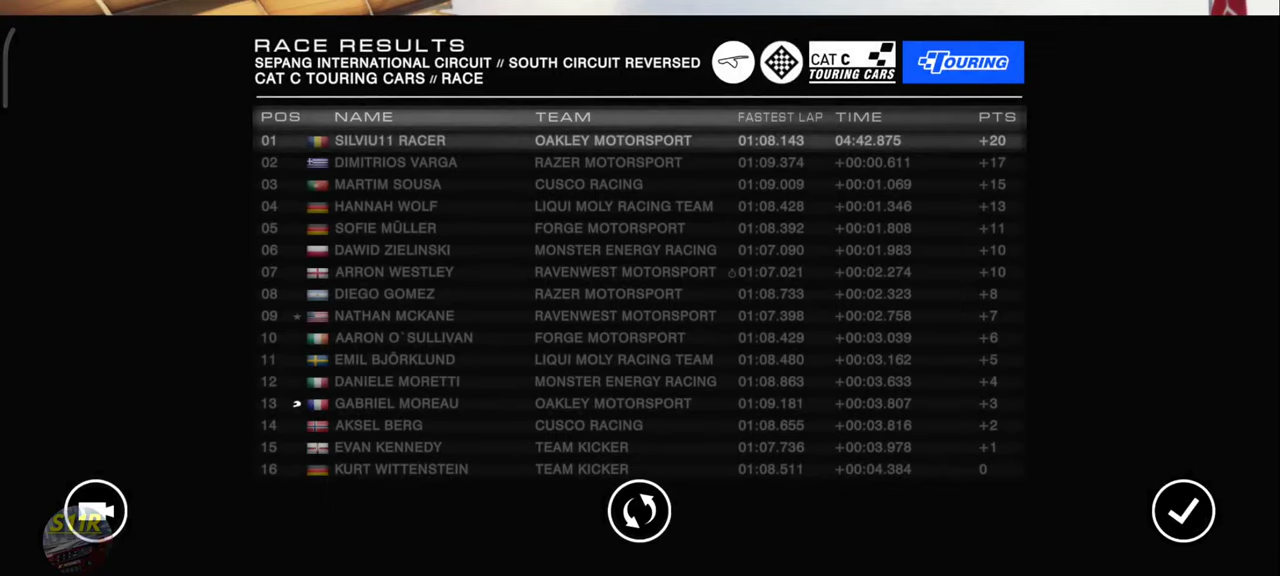 RACE RESULTS
SEPANG INTERNATIONAL CIRCUIT // SOUTH CIRCUIT REVERSED
CAT C TOURING CARS // RACE
CAT C
TOURING CARS
TOURING
POS NAME TEAM FASTEST LAP TIME PTS
01 SILVIU11 RACER OAKLEY MOTORSPORT 01:08.143 04:42.875 +20
02 DIMITRIOS VARGA RAZER MOTORSPORT 01:09.374 +00:00.611 +17
03 MARTIM SOUSA CUSCO RACING 01:09.009 +00:01.069 +15
04 HANNAH WOLF LIQUI MOLY RACING TEAM 01:08.428 +00:01.346 +13
05 SOFIE MÛLLER FORGE MOTORSPORT 01:08.392 +00:01.808 +11
06 DAWID ZIELINSKI MONSTER ENERGY RACING 01:07.090 +00:01.983 +10
07 ARRON WESTLEY RAVENWEST MOTORSPORT 01:07.021 +00:02.274 +10
08 DIEGO GOMEZ RAZER MOTORSPORT 01:08.733 +00:02.323 +8
09 NATHAN MCKANE RAVENWEST MOTORSPORT 01:07.398 +00:02.758 +7
10 AARON O`SULLIVAN FORGE MOTORSPORT 01:08.429 +00:03.039 +6
11 EMIL BJÖRKLUND LIQUI MOLY RACING TEAM 01:08.480 +00:03.162 +5
12 DANIELE MORETTI MONSTER ENERGY RACING 01:08.863 +00:03.633 +4
13 GABRIEL MOREAU OAKLEY MOTORSPORT 01:09.181 +00:03.807 +3
14 AKSEL BERG CUSCO RACING 01:08.655 +00:03.816 +2
15 EVAN KENNEDY TEAM KICKER 01:07.736 +00:03.978 +1
16 KURT WITTENSTEIN TEAM KICKER 01:08.511 +00:04.384 0
S11R